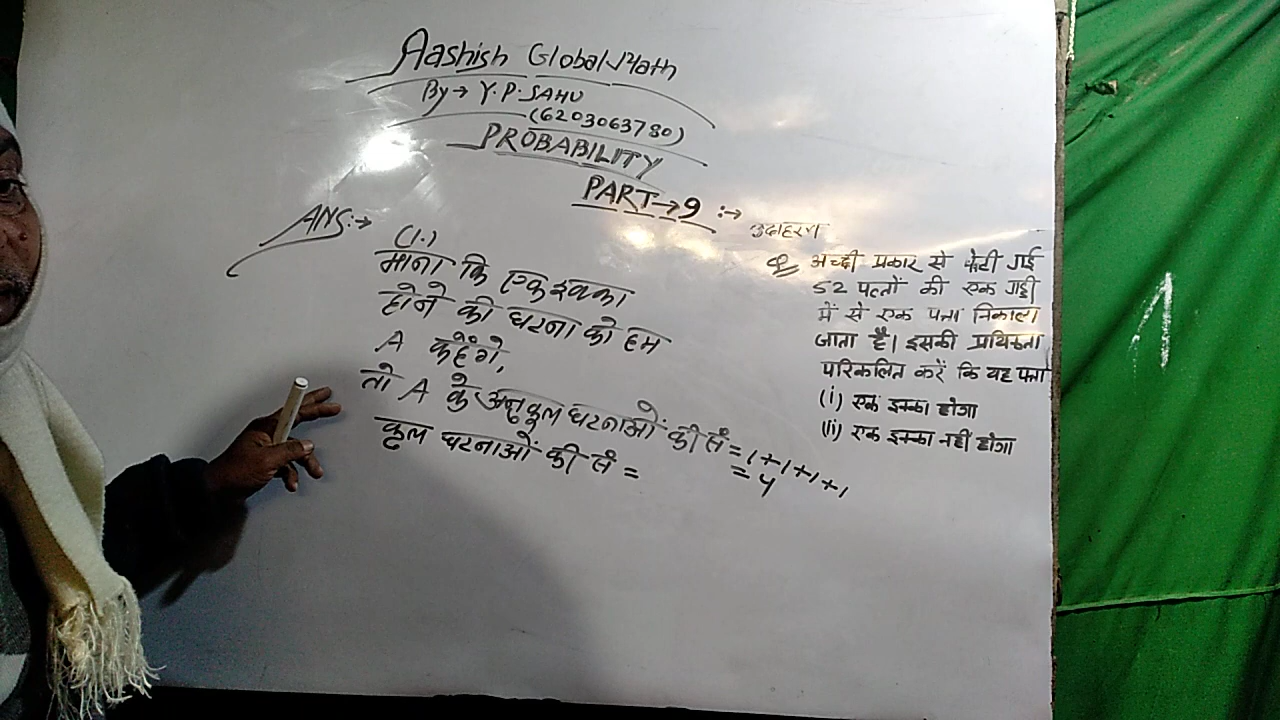 Aashish Global Math
By → Y.P. SAHU
(6203063780)
PROBABILITY
PART → 9 :→
उदाहरण
Q अच्छी प्रकार से फेटी गई
52 पत्तों की एक गड्डी
में से एक पत्ता निकाला
जाता है। इसकी प्रायिकता
परिकलित करें कि यह पत्ता
(i) एक इक्का होगा
(ii) एक इक्का नहीं होगा
ANS:→
(1.)
माना कि एक इक्का
होने की घटना को हम
A कहेंगे,
तो A के अनुकूल घटनाओं की सं = 1+1+1+1
= 4
कुल घटनाओं की सं =